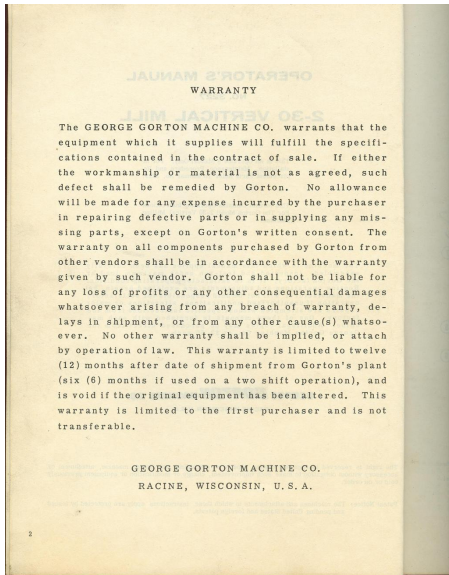 WARRANTY
The GEORGE GORTON MACHINE CO. warrants that the
equipment which it supplies will fulfill the specifi-
cations contained in the contract of sale. If either
the workmanship or material is not as agreed, such
defect shall be remedied by Gorton. No allowance
will be made for any expense incurred by the purchaser
in repairing defective parts or in supplying any mis-
sing parts, except on Gorton's written consent. The
warranty on all components purchased by Gorton from
other vendors shall be in accordance with the warranty
given by such vendor. Gorton shall not be liable for
any loss of profits or any other consequential damages
whatsoever arising from any breach of warranty, de-
lays in shipment, or from any other cause(s) whatso-
ever. No other warranty shall be implied, or attach
by operation of law. This warranty is limited to twelve
(12) months after date of shipment from Gorton's plant
(six (6) months if used on a two shift operation), and
is void if the original equipment has been altered. This
warranty is limited to the first purchaser and is not
transferable.
GEORGE GORTON MACHINE CO.
RACINE, WISCONSIN, U.S.A.
2